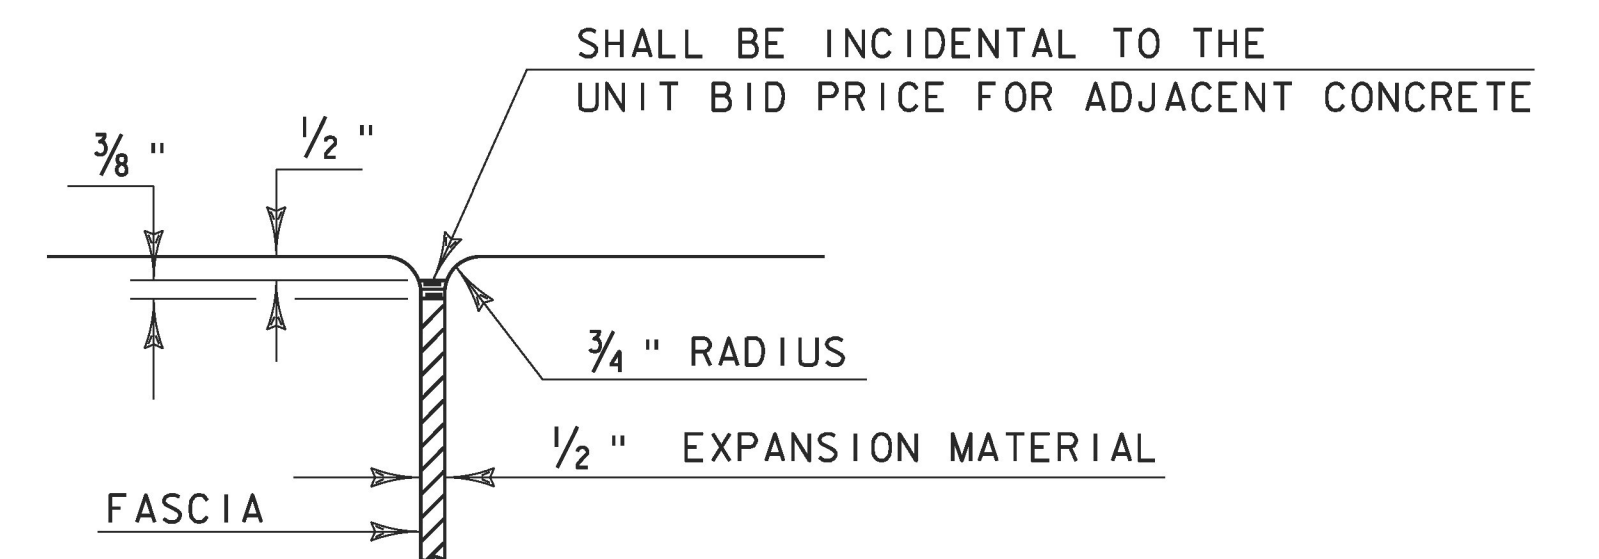 SHALL BE INCIDENTAL TO THE
UNIT BID PRICE FOR ADJACENT CONCRETE
3/8 "
1/2 "
3/4 " RADIUS
1/2 " EXPANSION MATERIAL
FASCIA